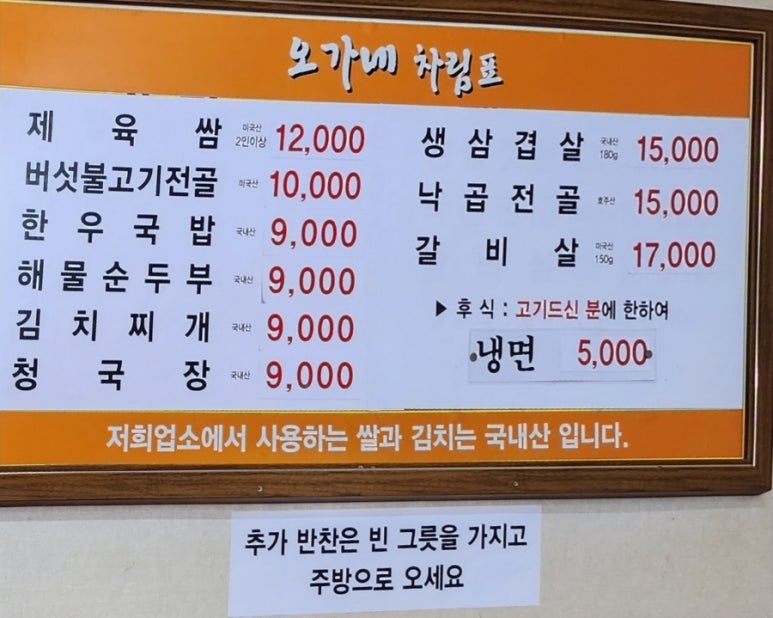 오가네 차림표
제육쌈 미국산 2인이상 12,000
버섯불고기전골 미국산 10,000
한우국밥 국내산 9,000
해물순두부 국내산 9,000
김치찌개 국내산 9,000
청국장 국내산 9,000
생삼겹살 국내산 180g 15,000
낙곱전골 호주산 15,000
갈비살 미국산 150g 17,000
▶ 후식 : 고기드신 분에 한하여
냉면 5,000
저희업소에서 사용하는 쌀과 김치는 국내산 입니다.
추가 반찬은 빈 그릇을 가지고
주방으로 오세요